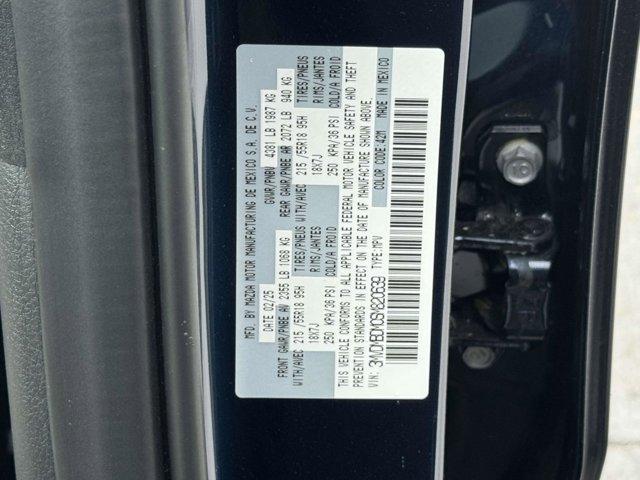 MFD. BY MAZDA MOTOR MANUFACTURING DE MEXICO S.A. DE C.V.
DATE 02/25 GVWR/PNBV 4381 LB 1987 KG
FRONT GAWR/PNBE AV 2355 LB 1068 KG REAR GAWR/PNBE AR 2072 LB 940 KG
WITH/AVEC 215 /55R18 95H TIRES/PNEUS WITH/AVEC 215 /55R18 95H TIRES/PNEUS
18X7J RIMS/JANTES 18X7J RIMS/JANTES
250 KPA/36 PSI COLD/A FROID 250 KPA/36 PSI COLD/A FROID
THIS VEHICLE CONFORMS TO ALL APPLICABLE FEDERAL MOTOR VEHICLE SAFETY AND THEFT
PREVENTION STANDARDS IN EFFECT ON THE DATE OF MANUFACTURE SHOWN ABOVE.
VIN: TYPE:MPV COLOR CODE:42M MADE IN MEXICO